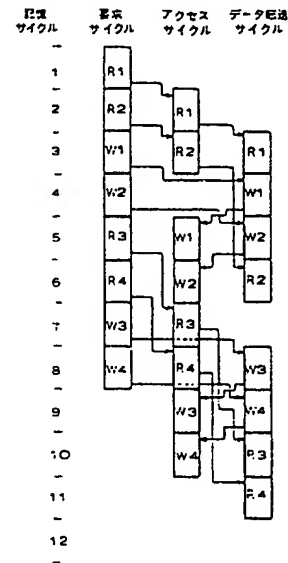 記憶 要求 アクセス データ転送
サイクル サイクル サイクル サイクル
1 R1
2 R2 R1
3 W1 R2 R1
4 W2 W1
5 R3 W1 W2
6 R4 W2 R2
7 W3 R3
8 W4 R4 W3
9 W3 W4
10 W4 R3
11 R4
12